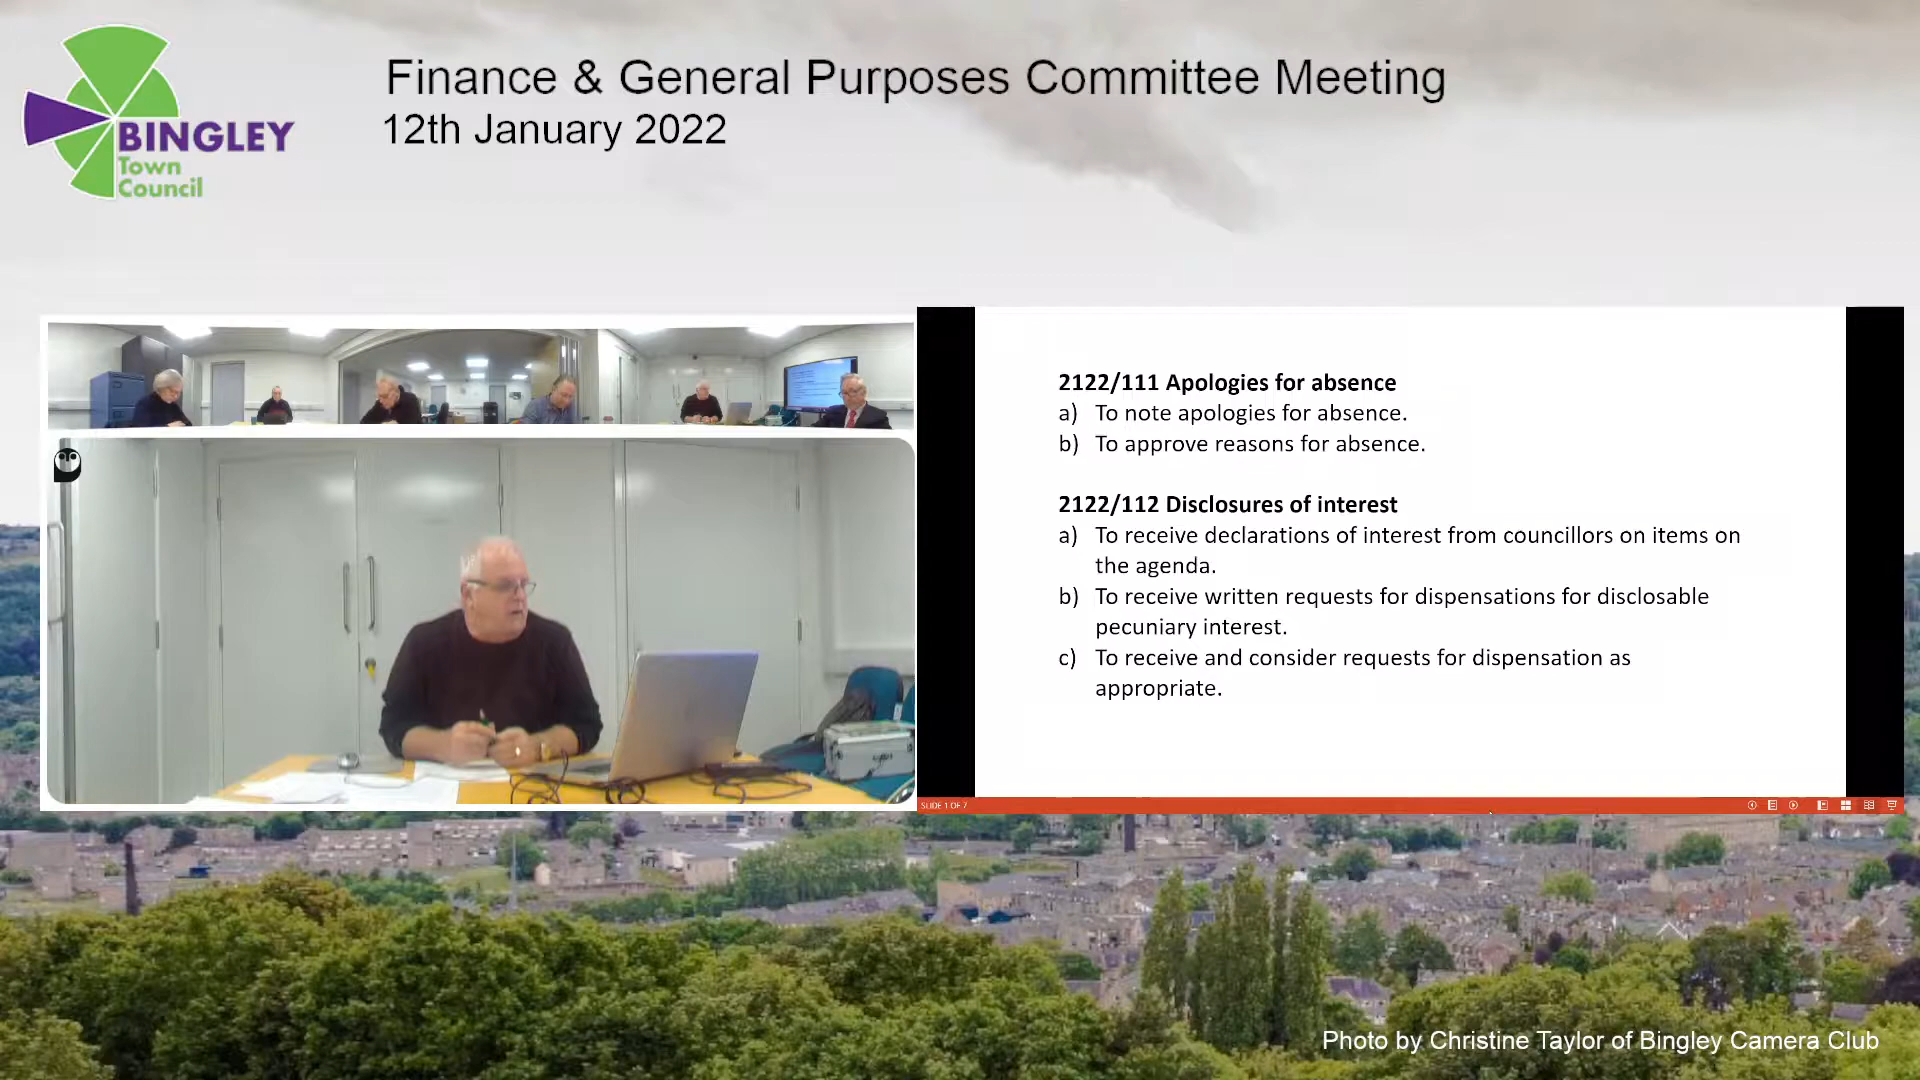 BINGLEY
Town
Council
Finance & General Purposes Committee Meeting
12th January 2022
2122/111 Apologies for absence
a) To note apologies for absence.
b) To approve reasons for absence.
2122/112 Disclosures of interest
a) To receive declarations of interest from councillors on items on
the agenda.
b) To receive written requests for dispensations for disclosable
pecuniary interest.
c) To receive and consider requests for dispensation as
appropriate.
SLIDE 1 OF 7
Photo by Christine Taylor of Bingley Camera Club